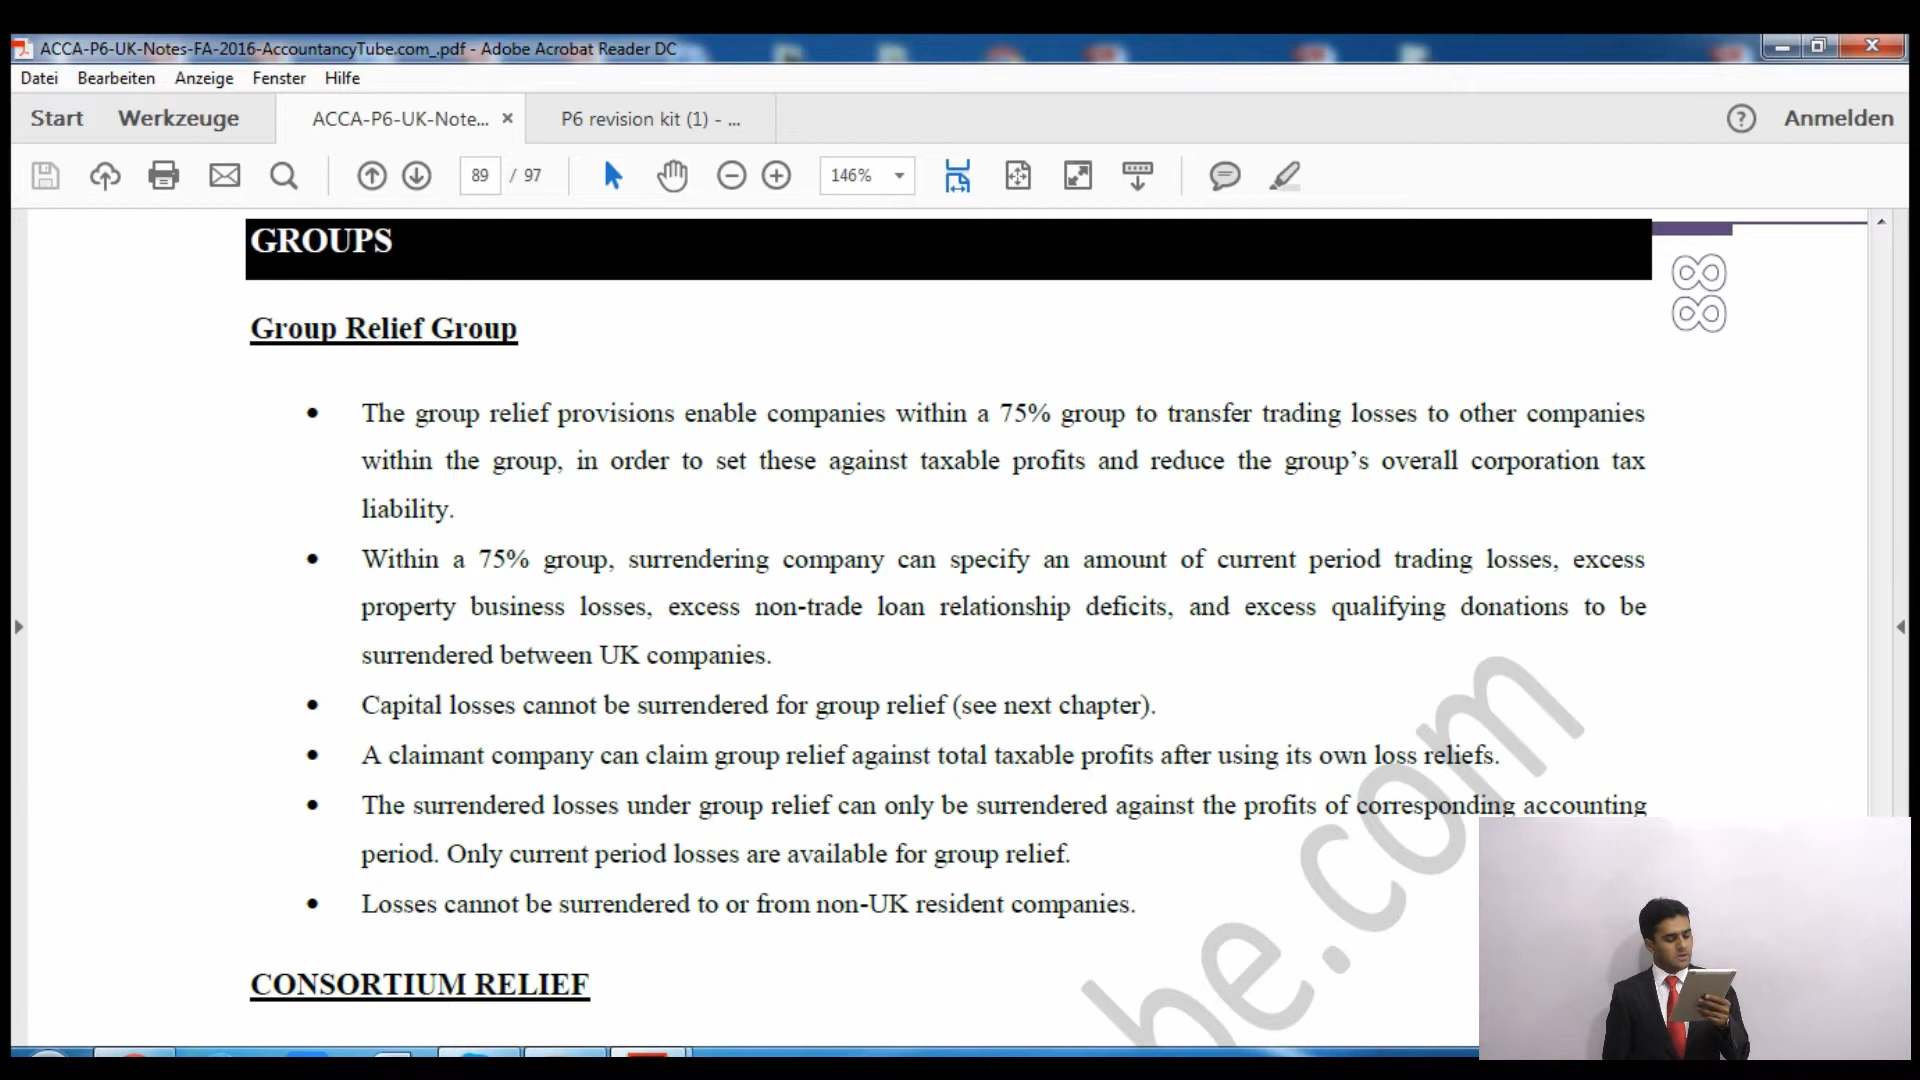 ACCA-P6-UK-Notes-FA-2016-AccountancyTube.com_.pdf - Adobe Acrobat Reader DC
Datei Bearbeiten Anzeige Fenster Hilfe
Start Werkzeuge ACCA-P6-UK-Note... × P6 revision kit (1) - ... ? Anmelden
89 / 97 146%
GROUPS
88
Group Relief Group
• The group relief provisions enable companies within a 75% group to transfer trading losses to other companies
within the group, in order to set these against taxable profits and reduce the group's overall corporation tax
liability.
• Within a 75% group, surrendering company can specify an amount of current period trading losses, excess
property business losses, excess non-trade loan relationship deficits, and excess qualifying donations to be
surrendered between UK companies.
• Capital losses cannot be surrendered for group relief (see next chapter).
• A claimant company can claim group relief against total taxable profits after using its own loss reliefs.
• The surrendered losses under group relief can only be surrendered against the profits of corresponding accounting
period. Only current period losses are available for group relief.
• Losses cannot be surrendered to or from non-UK resident companies.
CONSORTIUM RELIEF
be.com